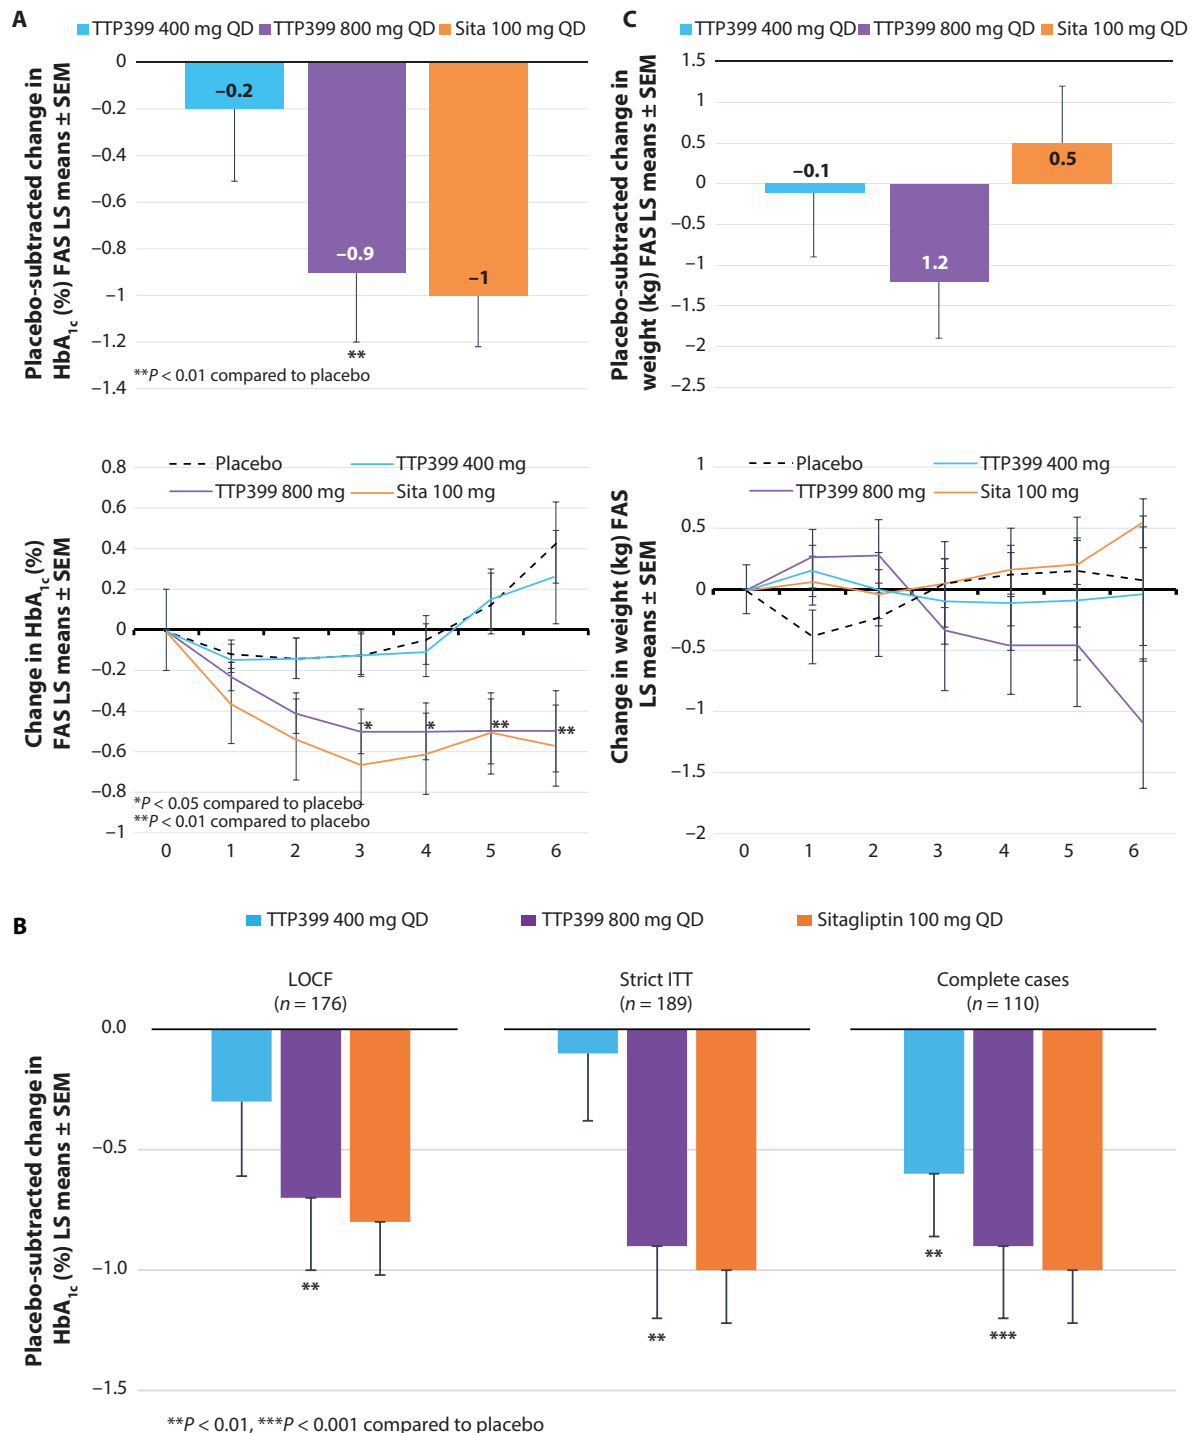 A
TTP399 400 mg QD TTP399 800 mg QD Sita 100 mg QD
Placebo-subtracted change in
HbA1c (%) FAS LS means ± SEM
0
–0.2
–0.4
–0.6
–0.8
–1
–1.2
–1.4
–0.2
–0.9
–1
**
**P < 0.01 compared to placebo
Change in HbA1c (%)
FAS LS means ± SEM
0.8
0.6
0.4
0.2
0
–0.2
–0.4
–0.6
–0.8
–1
Placebo TTP399 400 mg
TTP399 800 mg Sita 100 mg
* * ** **
*P < 0.05 compared to placebo
**P < 0.01 compared to placebo
0 1 2 3 4 5 6
C
TTP399 400 mg QD TTP399 800 mg QD Sita 100 mg QD
Placebo-subtracted change in
weight (kg) FAS LS means ± SEM
1.5
1
0.5
0
–0.5
–1
–1.5
–2
–2.5
–0.1
1.2
0.5
Change in weight (kg) FAS
LS means ± SEM
1
0.5
0
–0.5
–1
–1.5
–2
Placebo TTP399 400 mg
TTP399 800 mg Sita 100 mg
0 1 2 3 4 5 6
B
TTP399 400 mg QD TTP399 800 mg QD Sitagliptin 100 mg QD
Placebo-subtracted change in
HbA1c (%) LS means ± SEM
LOCF
(n = 176)
Strict ITT
(n = 189)
Complete cases
(n = 110)
0.0
–0.5
–1.0
–1.5
**
**
**
***
**P < 0.01, ***P < 0.001 compared to placebo